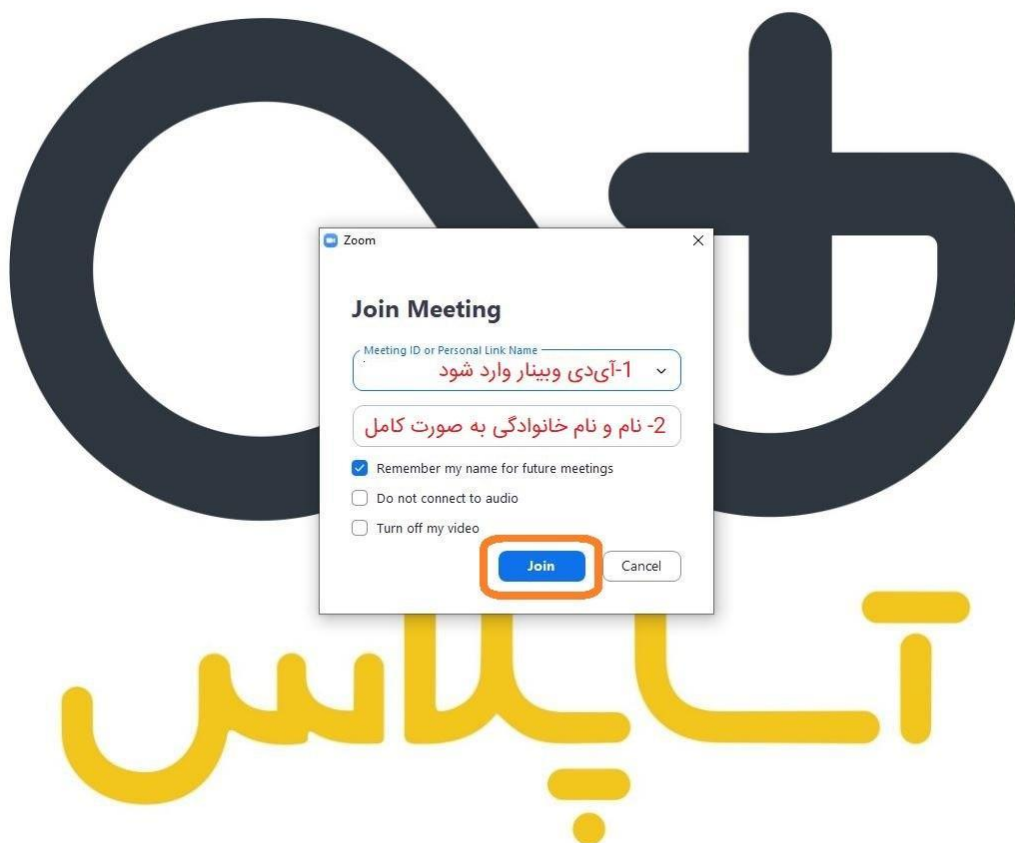 Zoom
Join Meeting
Meeting ID or Personal Link Name
1-آی‌دی وبینار وارد شود
2- نام و نام خانوادگی به صورت کامل
Remember my name for future meetings
Do not connect to audio
Turn off my video
Join
Cancel
آپلاس